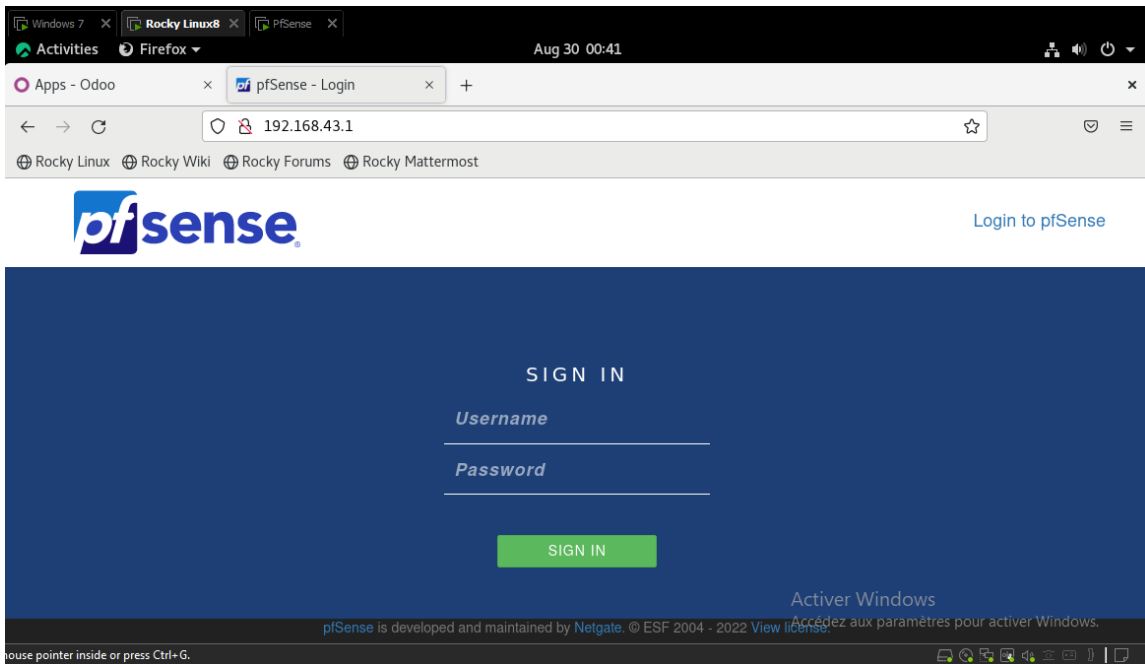 Windows 7
Rocky Linux8
PfSense
Activities Firefox Aug 30 00:41
Apps - Odoo
pfSense - Login
192.168.43.1
Rocky Linux Rocky Wiki Rocky Forums Rocky Mattermost
pfsense
Login to pfSense
SIGN IN
Username
Password
SIGN IN
Activer Windows
Accédez aux paramètres pour activer Windows.
pfSense is developed and maintained by Netgate. © ESF 2004 - 2022 View license.
ouse pointer inside or press Ctrl+G.